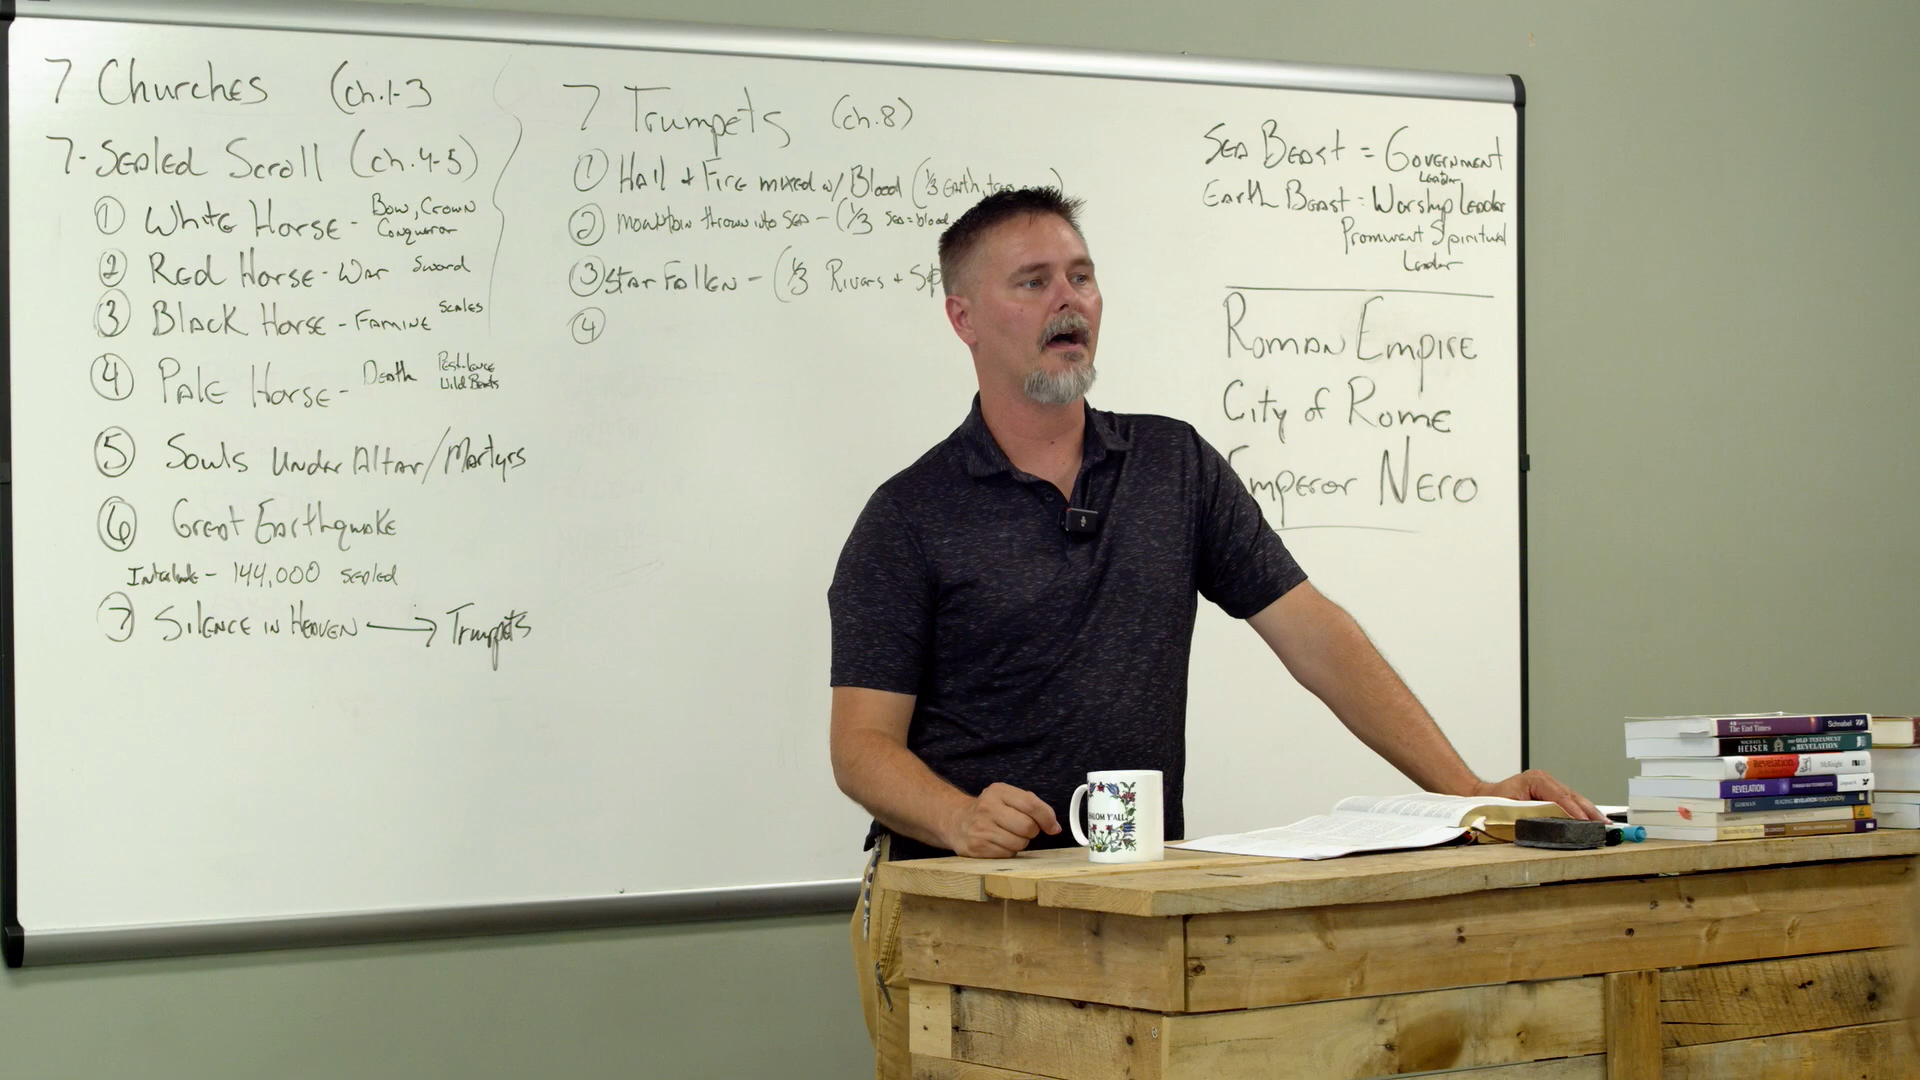 7 Churches (ch.1-3
7-Sealed Scroll (ch.4-5)
① White Horse - Bow, Crown
Conqueror
② Red Horse - War Sword
③ Black Horse - Famine Scales
④ Pale Horse - Death Pestilence
Wild Beasts
⑤ Souls Under Altar/Martyrs
⑥ Great Earthquake
Interlude - 144,000 sealed
7 Silence in Heaven → Trumpets
7 Trumpets (ch.8)
① Hail + Fire mixed w/ Blood (1/3 Earth,
② mountain thrown into sea - (1/3 sea=blood
③ Star Fallen - (1/3 Rivers +
④
Sea Beast = Government
Leader
Earth Beast = Worship Leader
Prominent Spiritual
Leader
Roman Empire
City of Rome
Emperor Nero
SHALOM Y'ALL
The End Times Schnabel
MICHAEL S. HEISER THE OLD TESTAMENT IN REVELATION
Revelation McKnight
REVELATION
GORMAN READING REVELATION responsibly